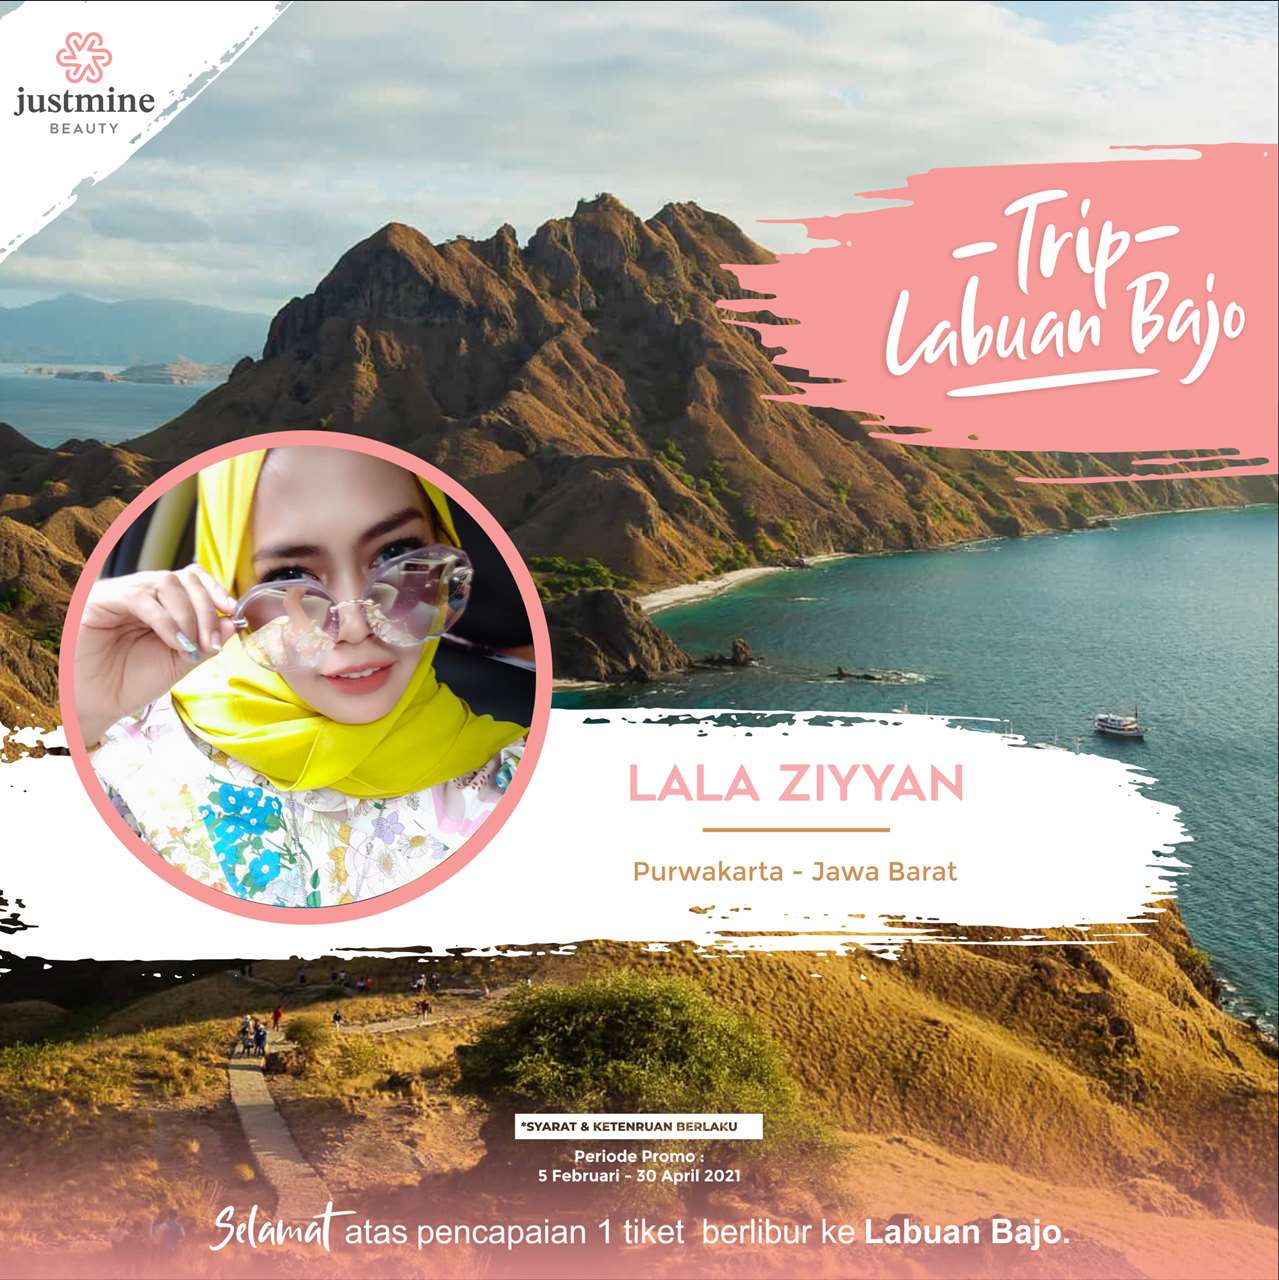 justmine
BEAUTY
-Trip-
Labuan Bajo
LALA ZIYYAN
Purwakarta - Jawa Barat
*SYARAT & KETENRUAN BERLAKU
Periode Promo :
5 Februari - 30 April 2021
Selamat atas pencapaian 1 tiket berlibur ke Labuan Bajo.